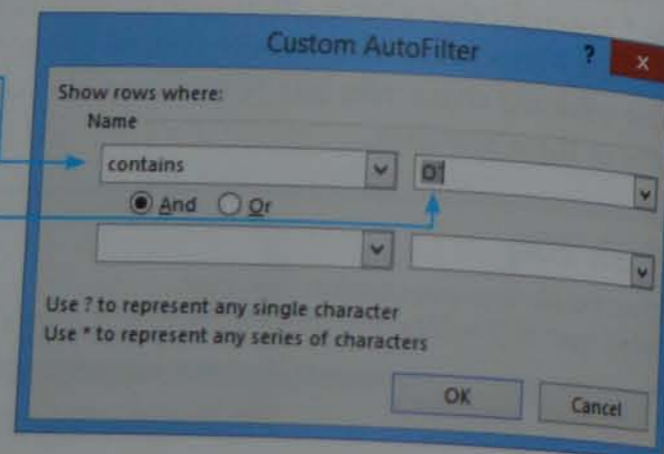 Custom AutoFilter ? x
Show rows where:
Name
contains
And Or
Use ? to represent any single character
Use * to represent any series of characters
OK Cancel